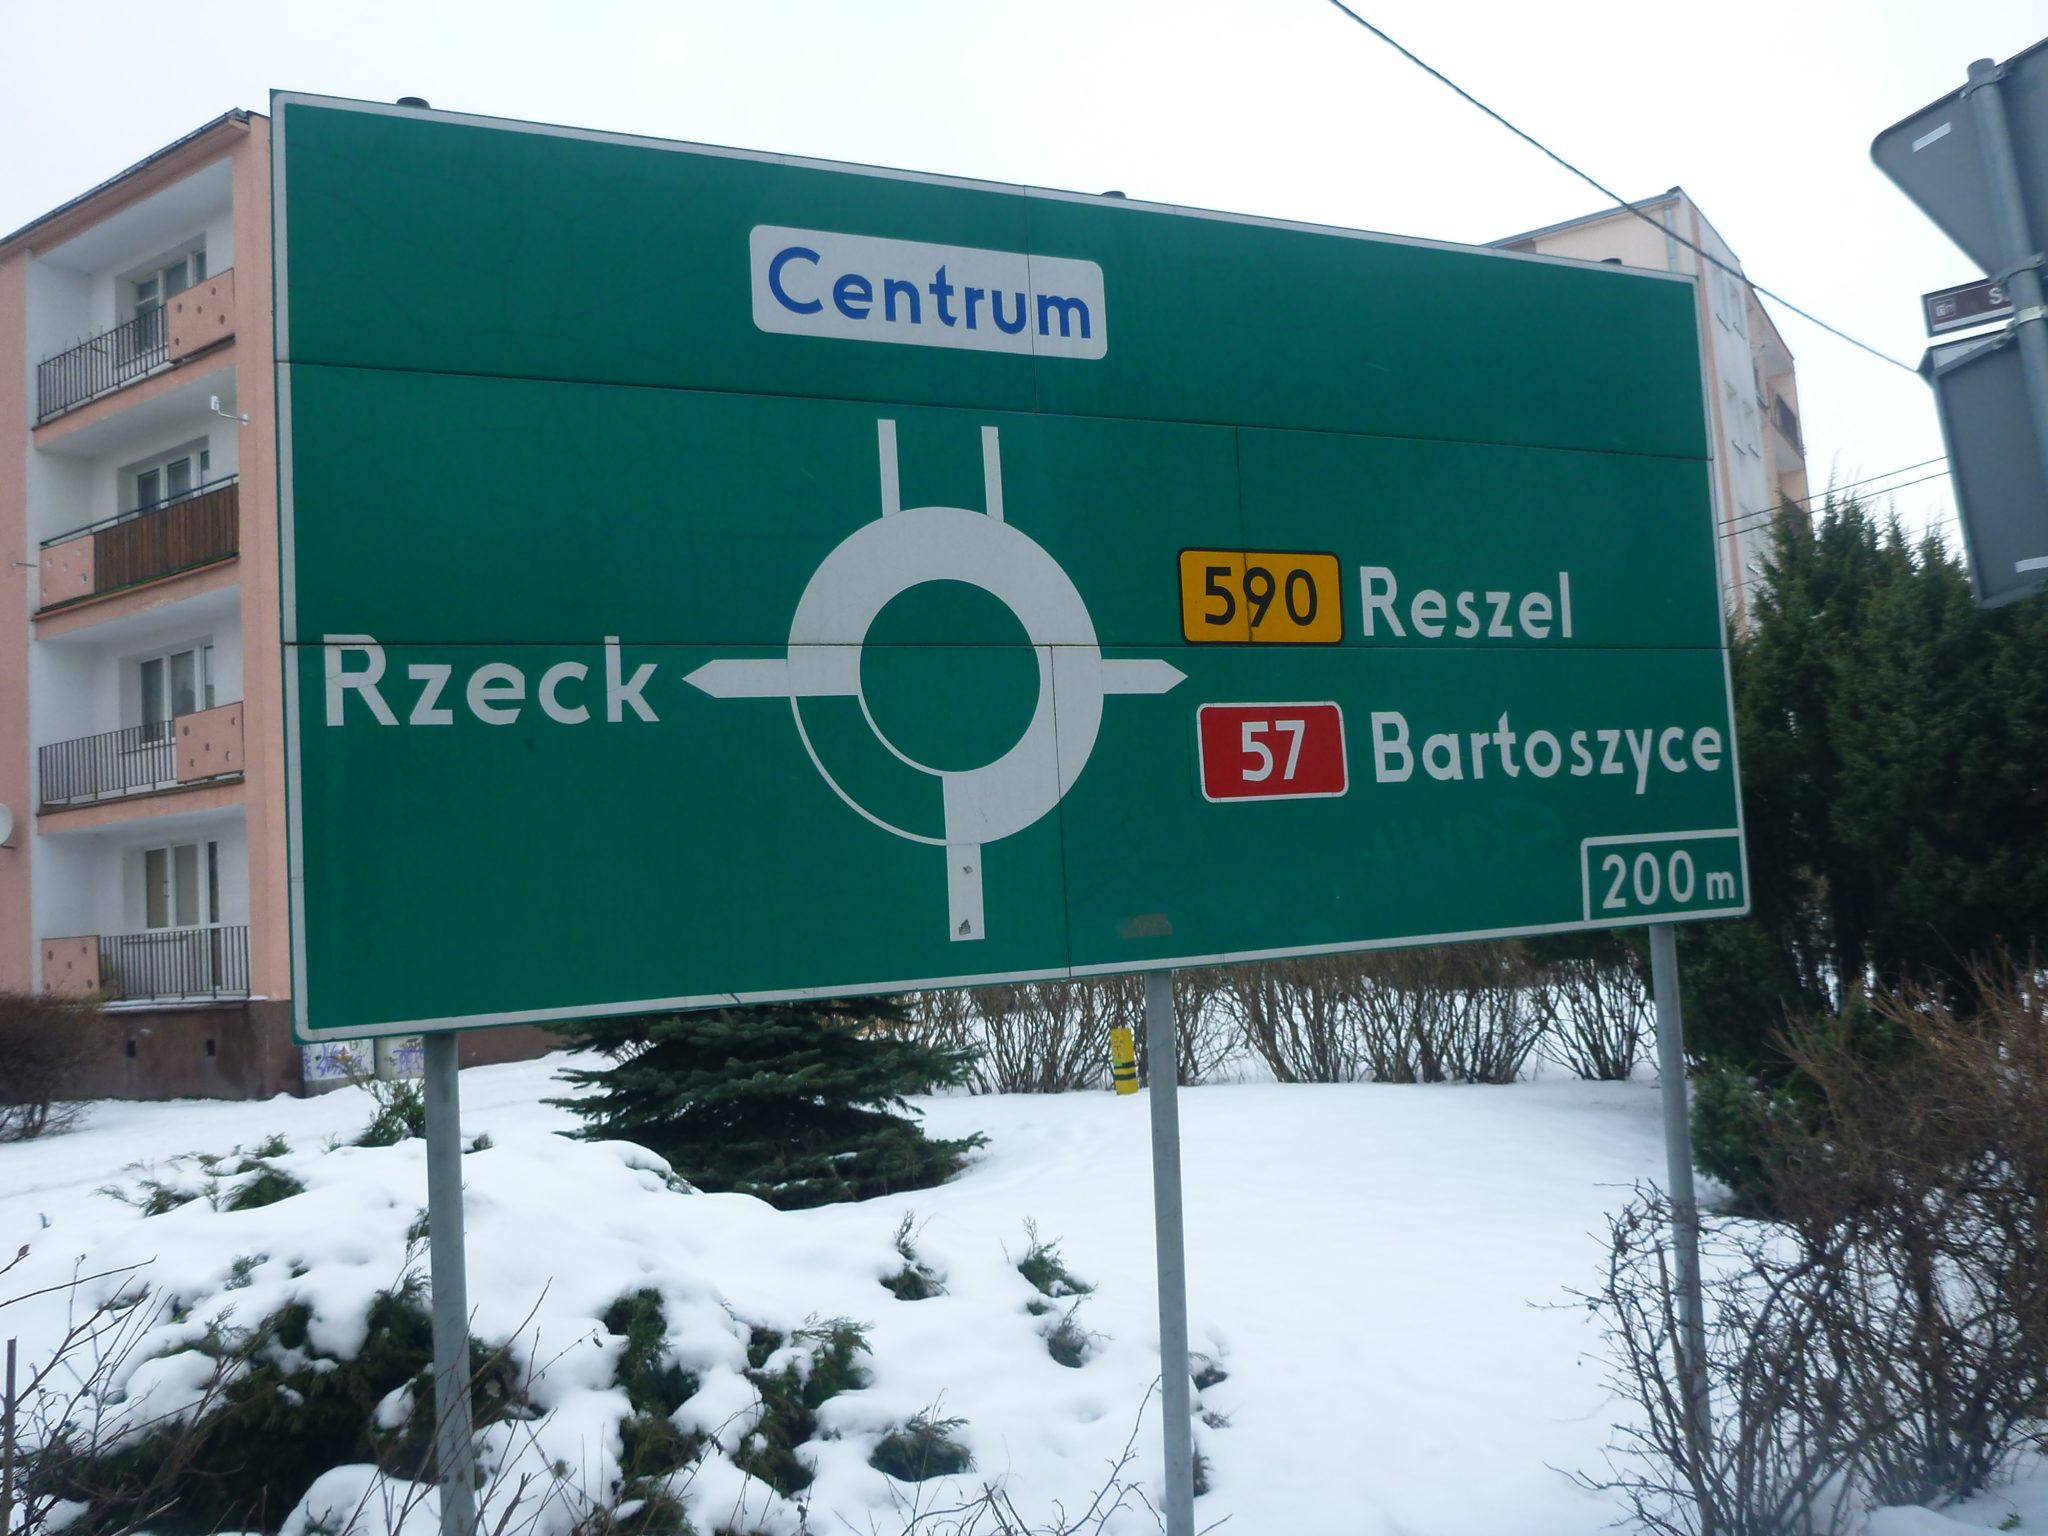 Centrum
590 Reszel
Rzeck
57 Bartoszyce
200 m